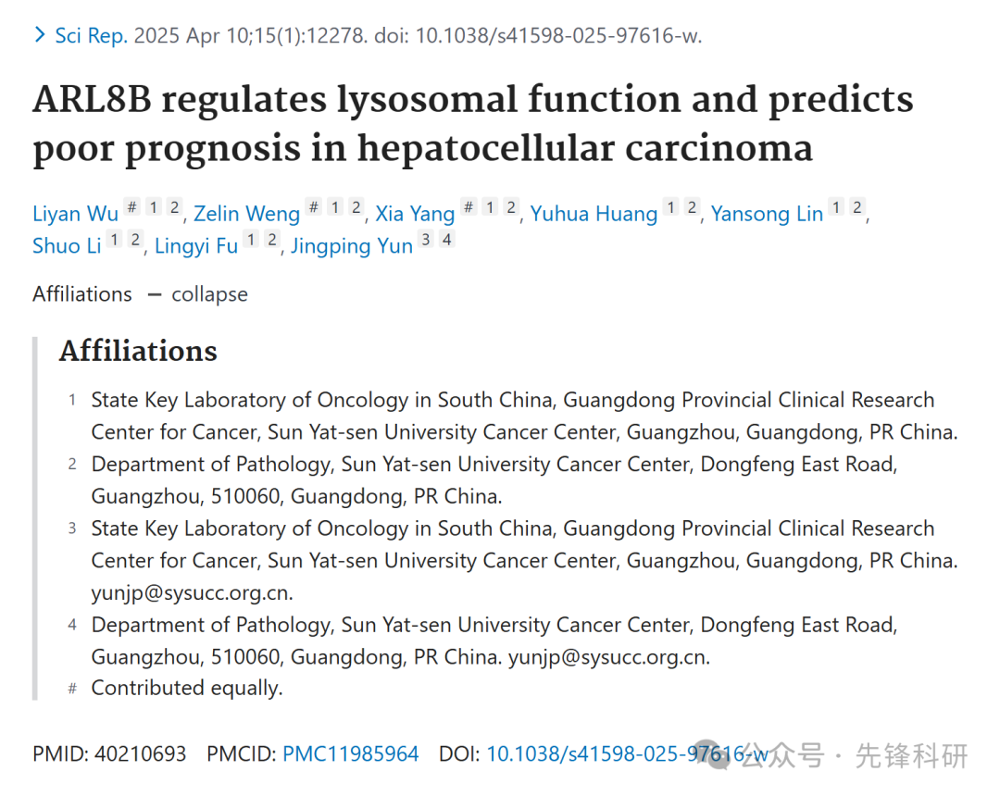 Sci Rep. 2025 Apr 10;15(1):12278. doi: 10.1038/s41598-025-97616-w.
ARL8B regulates lysosomal function and predicts
poor prognosis in hepatocellular carcinoma
Liyan Wu # 1 2, Zelin Weng # 1 2, Xia Yang # 1 2, Yuhua Huang 1 2, Yansong Lin 1 2,
Shuo Li 1 2, Lingyi Fu 1 2, Jingping Yun 3 4
Affiliations — collapse
Affiliations
1 State Key Laboratory of Oncology in South China, Guangdong Provincial Clinical Research
Center for Cancer, Sun Yat-sen University Cancer Center, Guangzhou, Guangdong, PR China.
2 Department of Pathology, Sun Yat-sen University Cancer Center, Dongfeng East Road,
Guangzhou, 510060, Guangdong, PR China.
3 State Key Laboratory of Oncology in South China, Guangdong Provincial Clinical Research
Center for Cancer, Sun Yat-sen University Cancer Center, Guangzhou, Guangdong, PR China.
yunjp@sysucc.org.cn.
4 Department of Pathology, Sun Yat-sen University Cancer Center, Dongfeng East Road,
Guangzhou, 510060, Guangdong, PR China. yunjp@sysucc.org.cn.
# Contributed equally.
PMID: 40210693 PMCID: PMC11985964 DOI: 10.1038/s41598-025-97616-w
公众号 · 先锋科研